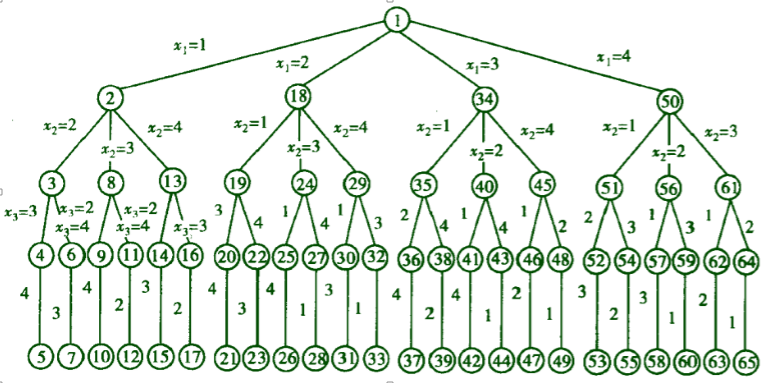 1
x₁=1 x₁=2 x₁=3 x₁=4
2 18 34 50
x₂=2 x₂=3 x₂=4 x₂=1 x₂=3 x₂=4 x₂=1 x₂=2 x₂=4 x₂=1 x₂=2 x₂=3
3 8 13 19 24 29 35 40 45 51 56 61
x₃=3 x₃=2 x₃=2 3 4 1 4 1 3 2 4 1 4 1 2 2 3 1 3 1 2
x₃=4 x₃=4 x₃=3
4 6 9 11 14 16 20 22 25 27 30 32 36 38 41 43 46 48 52 54 57 59 62 64
4 3 4 2 3 2 4 3 4 1 3 1 4 2 4 1 2 1 3 2 3 1 2 1
5 7 10 12 15 17 21 23 26 28 31 33 37 39 42 44 47 49 53 55 58 60 63 65